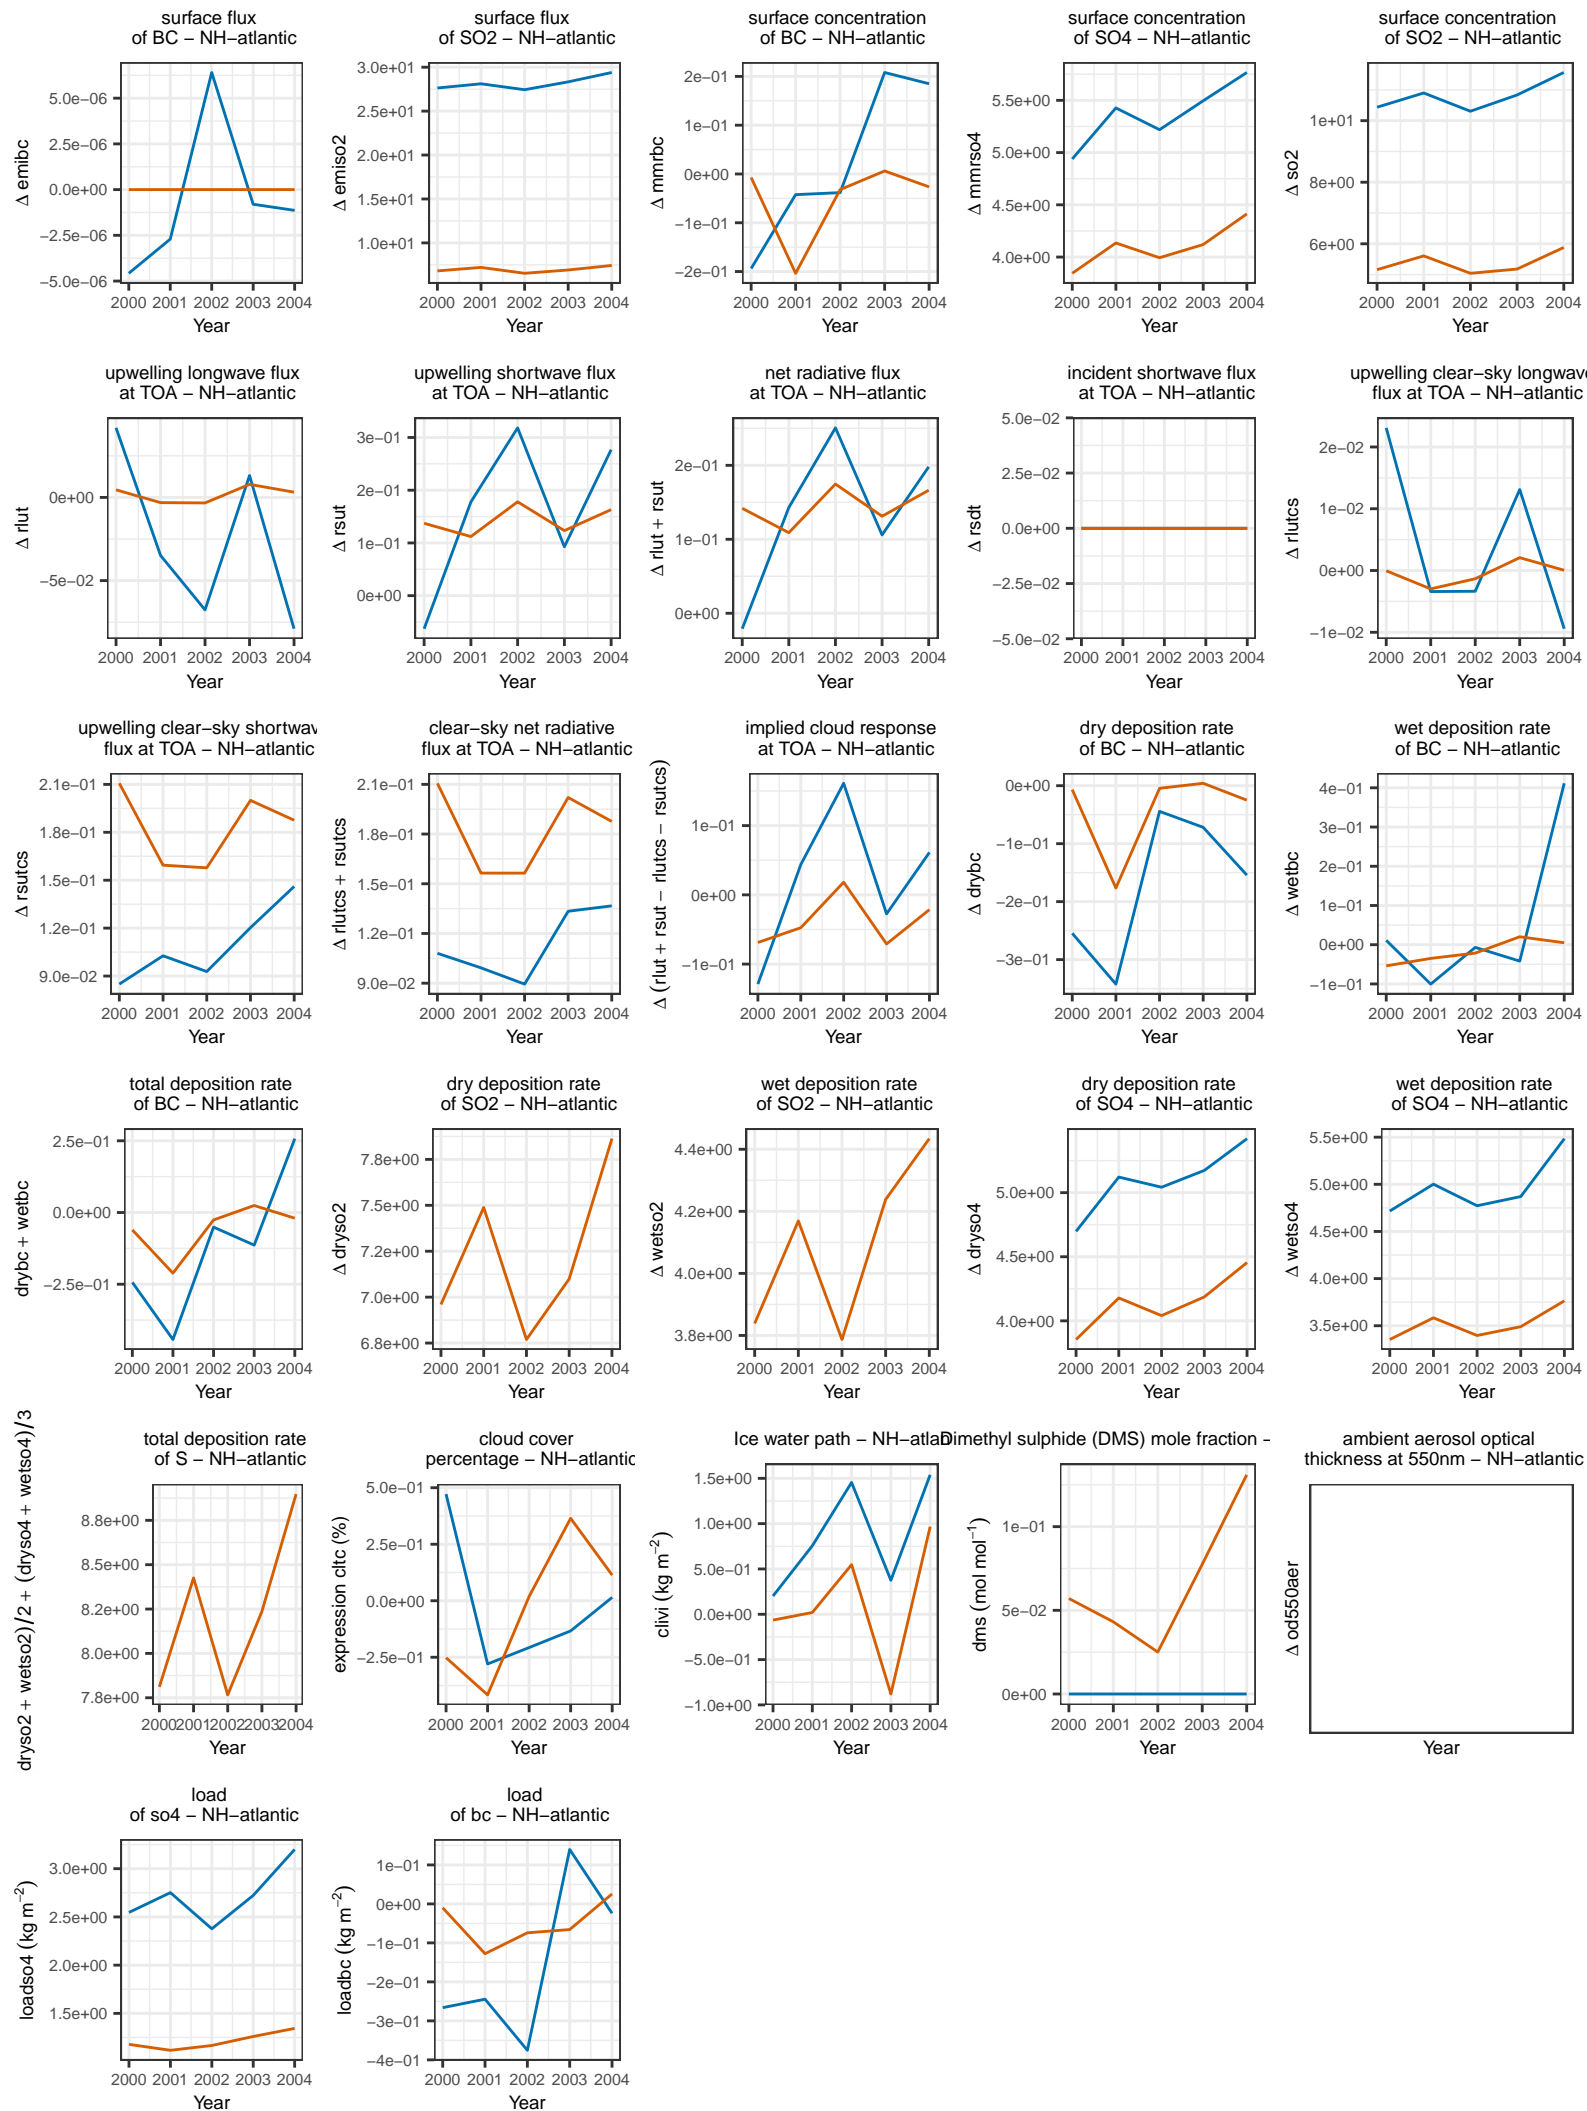 surface flux
of BC − NH−atlantic
Δ emibc
5.0e−06
2.5e−06
0.0e+00
−2.5e−06
−5.0e−06
2000 2001 2002 2003 2004
Year
surface flux
of SO2 − NH−atlantic
Δ emiso2
3.0e+01
2.5e+01
2.0e+01
1.5e+01
1.0e+01
2000 2001 2002 2003 2004
Year
surface concentration
of BC − NH−atlantic
Δ mmrbc
2e−01
1e−01
0e+00
−1e−01
−2e−01
2000 2001 2002 2003 2004
Year
surface concentration
of SO4 − NH−atlantic
Δ mmrso4
5.5e+00
5.0e+00
4.5e+00
4.0e+00
2000 2001 2002 2003 2004
Year
surface concentration
of SO2 − NH−atlantic
Δ so2
1e+01
8e+00
6e+00
2000 2001 2002 2003 2004
Year
upwelling longwave flux
at TOA − NH−atlantic
Δ rlut
0e+00
−5e−02
2000 2001 2002 2003 2004
Year
upwelling shortwave flux
at TOA − NH−atlantic
Δ rsut
3e−01
2e−01
1e−01
0e+00
2000 2001 2002 2003 2004
Year
net radiative flux
at TOA − NH−atlantic
Δ rlut + rsut
2e−01
1e−01
0e+00
2000 2001 2002 2003 2004
Year
incident shortwave flux
at TOA − NH−atlantic
Δ rsdt
5.0e−02
2.5e−02
0.0e+00
−2.5e−02
−5.0e−02
2000 2001 2002 2003 2004
Year
upwelling clear−sky longwave
flux at TOA − NH−atlantic
Δ rlutcs
2e−02
1e−02
0e+00
−1e−02
2000 2001 2002 2003 2004
Year
upwelling clear−sky shortwav
flux at TOA − NH−atlantic
Δ rsutcs
2.1e−01
1.8e−01
1.5e−01
1.2e−01
9.0e−02
2000 2001 2002 2003 2004
Year
clear−sky net radiative
flux at TOA − NH−atlantic
Δ rlutcs + rsutcs
2.1e−01
1.8e−01
1.5e−01
1.2e−01
9.0e−02
2000 2001 2002 2003 2004
Year
implied cloud response
at TOA − NH−atlantic
Δ (rlut + rsut − rlutcs − rsutcs)
1e−01
0e+00
−1e−01
2000 2001 2002 2003 2004
Year
dry deposition rate
of BC − NH−atlantic
Δ drybc
0e+00
−1e−01
−2e−01
−3e−01
2000 2001 2002 2003 2004
Year
wet deposition rate
of BC − NH−atlantic
Δ wetbc
4e−01
3e−01
2e−01
1e−01
0e+00
−1e−01
2000 2001 2002 2003 2004
Year
total deposition rate
of BC − NH−atlantic
drybc + wetbc
2.5e−01
0.0e+00
−2.5e−01
2000 2001 2002 2003 2004
Year
dry deposition rate
of SO2 − NH−atlantic
Δ dryso2
7.8e+00
7.5e+00
7.2e+00
7.0e+00
6.8e+00
2000 2001 2002 2003 2004
Year
wet deposition rate
of SO2 − NH−atlantic
Δ wetso2
4.4e+00
4.2e+00
4.0e+00
3.8e+00
2000 2001 2002 2003 2004
Year
dry deposition rate
of SO4 − NH−atlantic
Δ dryso4
5.0e+00
4.5e+00
4.0e+00
2000 2001 2002 2003 2004
Year
wet deposition rate
of SO4 − NH−atlantic
Δ wetso4
5.5e+00
5.0e+00
4.5e+00
4.0e+00
3.5e+00
2000 2001 2002 2003 2004
Year
total deposition rate
of S − NH−atlantic
dryso2 + wetso2)/2 + (dryso4 + wetso4)/3
8.8e+00
8.5e+00
8.2e+00
8.0e+00
7.8e+00
2000 2001 2002 2003 2004
Year
cloud cover
percentage − NH−atlantic
expression cltc (%)
5.0e−01
2.5e−01
0.0e+00
−2.5e−01
2000 2001 2002 2003 2004
Year
Ice water path − NH−atlan
clivi (kg m⁻²)
1.5e+00
1.0e+00
5.0e−01
0.0e+00
−5.0e−01
−1.0e+00
2000 2001 2002 2003 2004
Year
Dimethyl sulphide (DMS) mole fraction −
dms (mol mol⁻¹)
1e−01
5e−02
0e+00
2000 2001 2002 2003 2004
Year
ambient aerosol optical
thickness at 550nm − NH−atlantic
Δ od550aer
Year
load
of so4 − NH−atlantic
loadso4 (kg m⁻²)
3.0e+00
2.5e+00
2.0e+00
1.5e+00
2000 2001 2002 2003 2004
Year
load
of bc − NH−atlantic
loadbc (kg m⁻²)
1e−01
0e+00
−1e−01
−2e−01
−3e−01
−4e−01
2000 2001 2002 2003 2004
Year